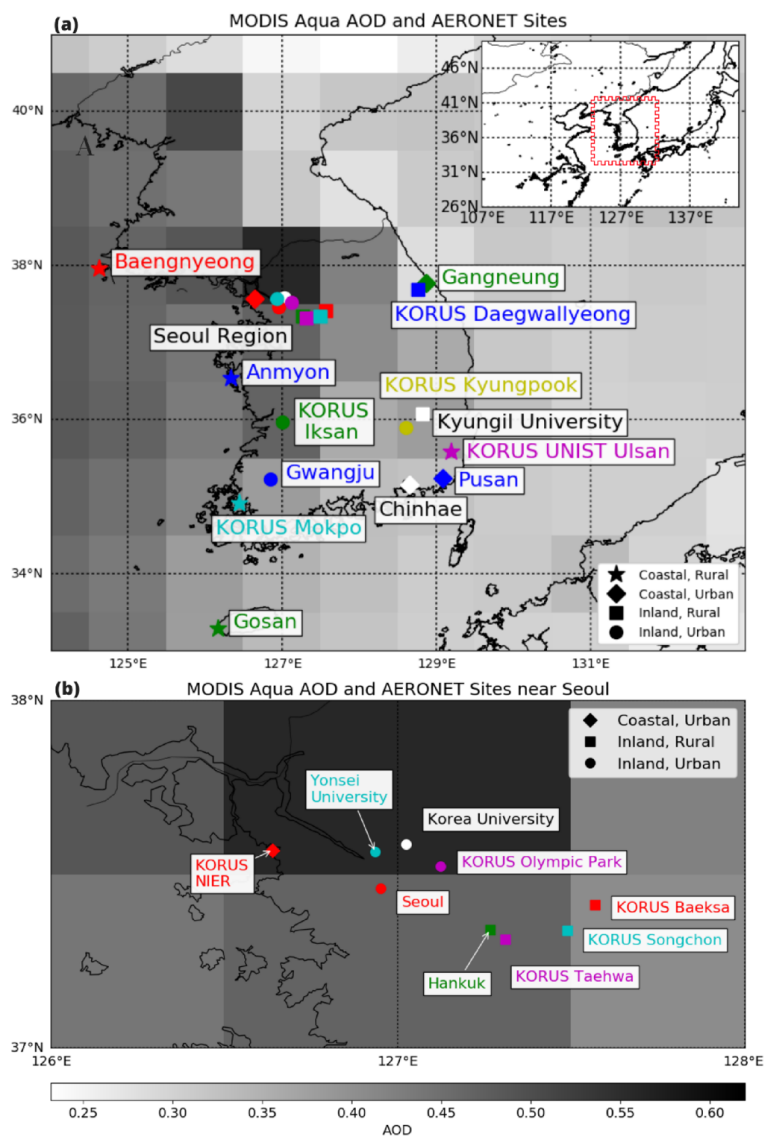 (a)
MODIS Aqua AOD and AERONET Sites
40°N
38°N
36°N
34°N
125°E
127°E
129°E
131°E
46°N
41°N
36°N
31°N
26°N
107°E
117°E
127°E
137°E
A
Baengnyeong
Gangneung
KORUS Daegwallyeong
Seoul Region
Anmyon
KORUS Kyungpook
KORUS
Iksan
Kyungil University
KORUS UNIST Ulsan
Gwangju
Pusan
Chinhae
KORUS Mokpo
Gosan
Coastal, Rural
Coastal, Urban
Inland, Rural
Inland, Urban
(b)
MODIS Aqua AOD and AERONET Sites near Seoul
38°N
37°N
126°E
127°E
128°E
Coastal, Urban
Inland, Rural
Inland, Urban
Yonsei
University
Korea University
KORUS
NIER
KORUS Olympic Park
Seoul
KORUS Baeksa
KORUS Songchon
Hankuk
KORUS Taehwa
0.25
0.30
0.35
0.40
0.45
0.50
0.55
0.60
AOD